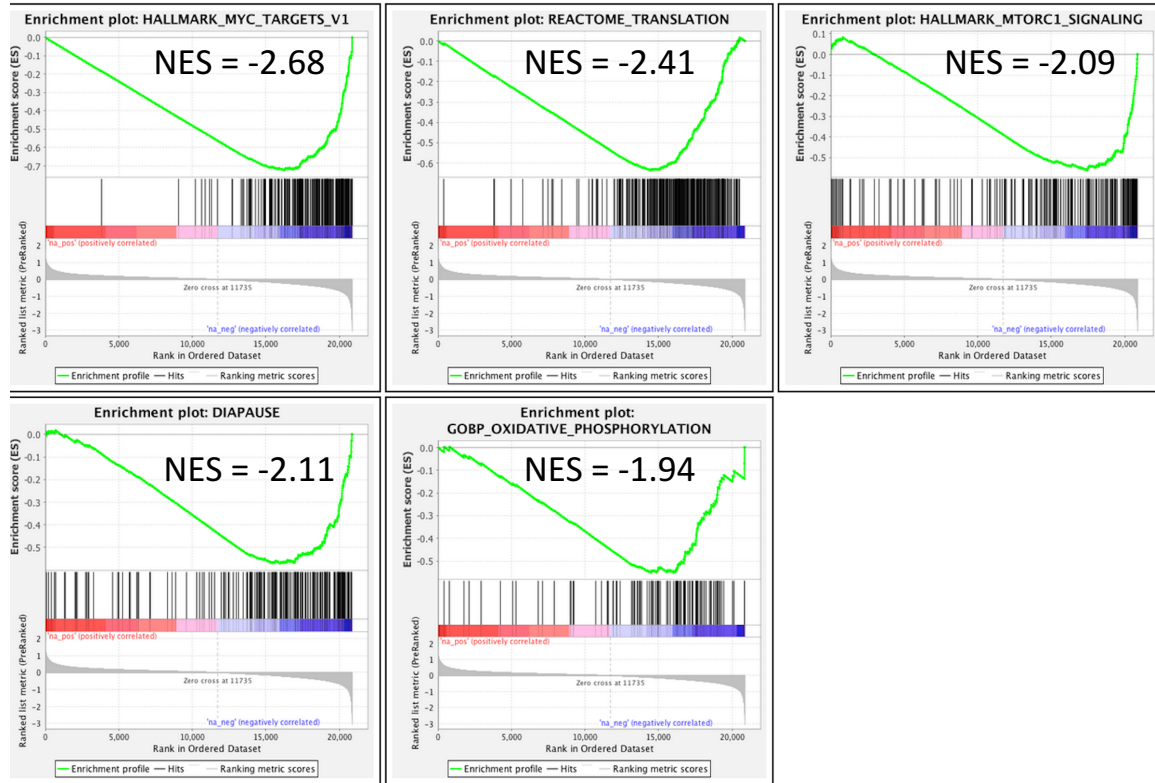 Enrichment plot: HALLMARK_MYC_TARGETS_V1
NES = -2.68
Enrichment score (ES)
0.0
-0.1
-0.2
-0.3
-0.4
-0.5
-0.6
-0.7
'na_pos' (positively correlated)
Ranked list metric (PreRanked)
2
1
0
-1
-2
-3
Zero cross at 11735
'na_neg' (negatively correlated)
0 5,000 10,000 15,000 20,000
Rank in Ordered Dataset
Enrichment profile Hits Ranking metric scores
Enrichment plot: REACTOME_TRANSLATION
NES = -2.41
Enrichment score (ES)
0.0
-0.1
-0.2
-0.3
-0.4
-0.5
-0.6
'na_pos' (positively correlated)
Ranked list metric (PreRanked)
2
1
0
-1
-2
-3
Zero cross at 11735
'na_neg' (negatively correlated)
0 5,000 10,000 15,000 20,000
Rank in Ordered Dataset
Enrichment profile Hits Ranking metric scores
Enrichment plot: HALLMARK_MTORC1_SIGNALING
NES = -2.09
Enrichment score (ES)
0.1
0.0
-0.1
-0.2
-0.3
-0.4
-0.5
'na_pos' (positively correlated)
Ranked list metric (PreRanked)
2
1
0
-1
-2
-3
Zero cross at 11735
'na_neg' (negatively correlated)
0 5,000 10,000 15,000 20,000
Rank in Ordered Dataset
Enrichment profile Hits Ranking metric scores
Enrichment plot: DIAPAUSE
NES = -2.11
Enrichment score (ES)
0.0
-0.1
-0.2
-0.3
-0.4
-0.5
'na_pos' (positively correlated)
Ranked list metric (PreRanked)
2
1
0
-1
-2
-3
Zero cross at 11735
'na_neg' (negatively correlated)
0 5,000 10,000 15,000 20,000
Rank in Ordered Dataset
Enrichment profile Hits Ranking metric scores
Enrichment plot:
GOBP_OXIDATIVE_PHOSPHORYLATION
NES = -1.94
Enrichment score (ES)
0.0
-0.1
-0.2
-0.3
-0.4
-0.5
'na_pos' (positively correlated)
Ranked list metric (PreRanked)
2
1
0
-1
-2
-3
Zero cross at 11735
'na_neg' (negatively correlated)
0 5,000 10,000 15,000 20,000
Rank in Ordered Dataset
Enrichment profile Hits Ranking metric scores